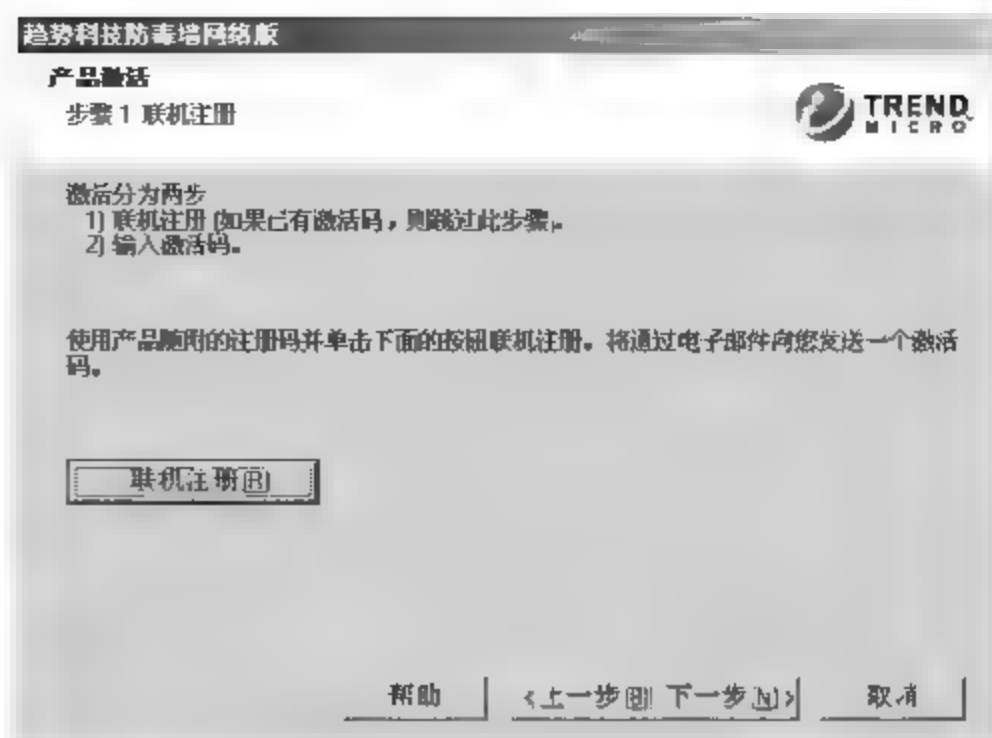 趋势科技防毒墙网络版
产品激活
步骤 1 联机注册
TREND
MICRO
激活分为两步
1) 联机注册 (如果已有激活码，则跳过此步骤)。
2) 输入激活码。
使用产品随附的注册码并单击下面的按钮联机注册。将通过电子邮件向您发送一个激活
码。
联机注册(R)
帮助 <上一步(B) 下一步(N)> 取消